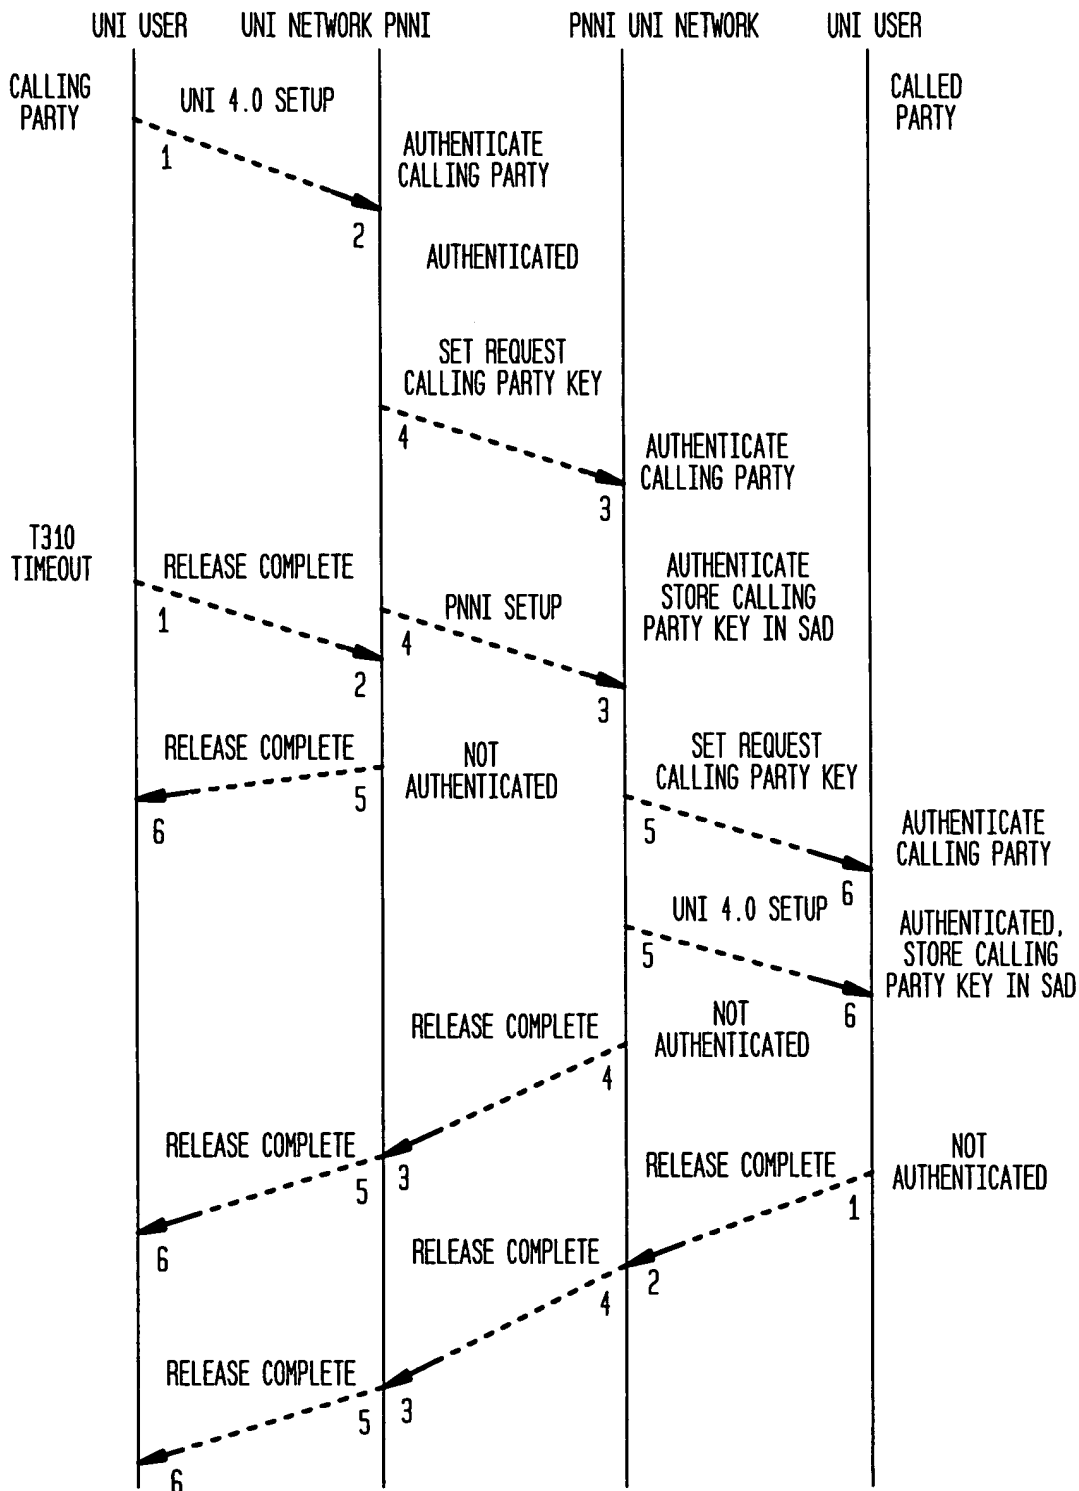 UNI USER
UNI NETWORK PNNI
PNNI UNI NETWORK
UNI USER
CALLING
PARTY
UNI 4.0 SETUP
CALLED
PARTY
1
AUTHENTICATE
CALLING PARTY
2
AUTHENTICATED
SET REQUEST
CALLING PARTY KEY
4
AUTHENTICATE
CALLING PARTY
3
T310
TIMEOUT
RELEASE COMPLETE
1
2
PNNI SETUP
4
3
AUTHENTICATE
STORE CALLING
PARTY KEY IN SAD
RELEASE COMPLETE
5
6
NOT
AUTHENTICATED
SET REQUEST
CALLING PARTY KEY
5
6
AUTHENTICATE
CALLING PARTY
UNI 4.0 SETUP
5
6
AUTHENTICATED,
STORE CALLING
PARTY KEY IN SAD
RELEASE COMPLETE
4
NOT
AUTHENTICATED
RELEASE COMPLETE
5
3
6
RELEASE COMPLETE
1
NOT
AUTHENTICATED
RELEASE COMPLETE
4
2
RELEASE COMPLETE
5
3
6